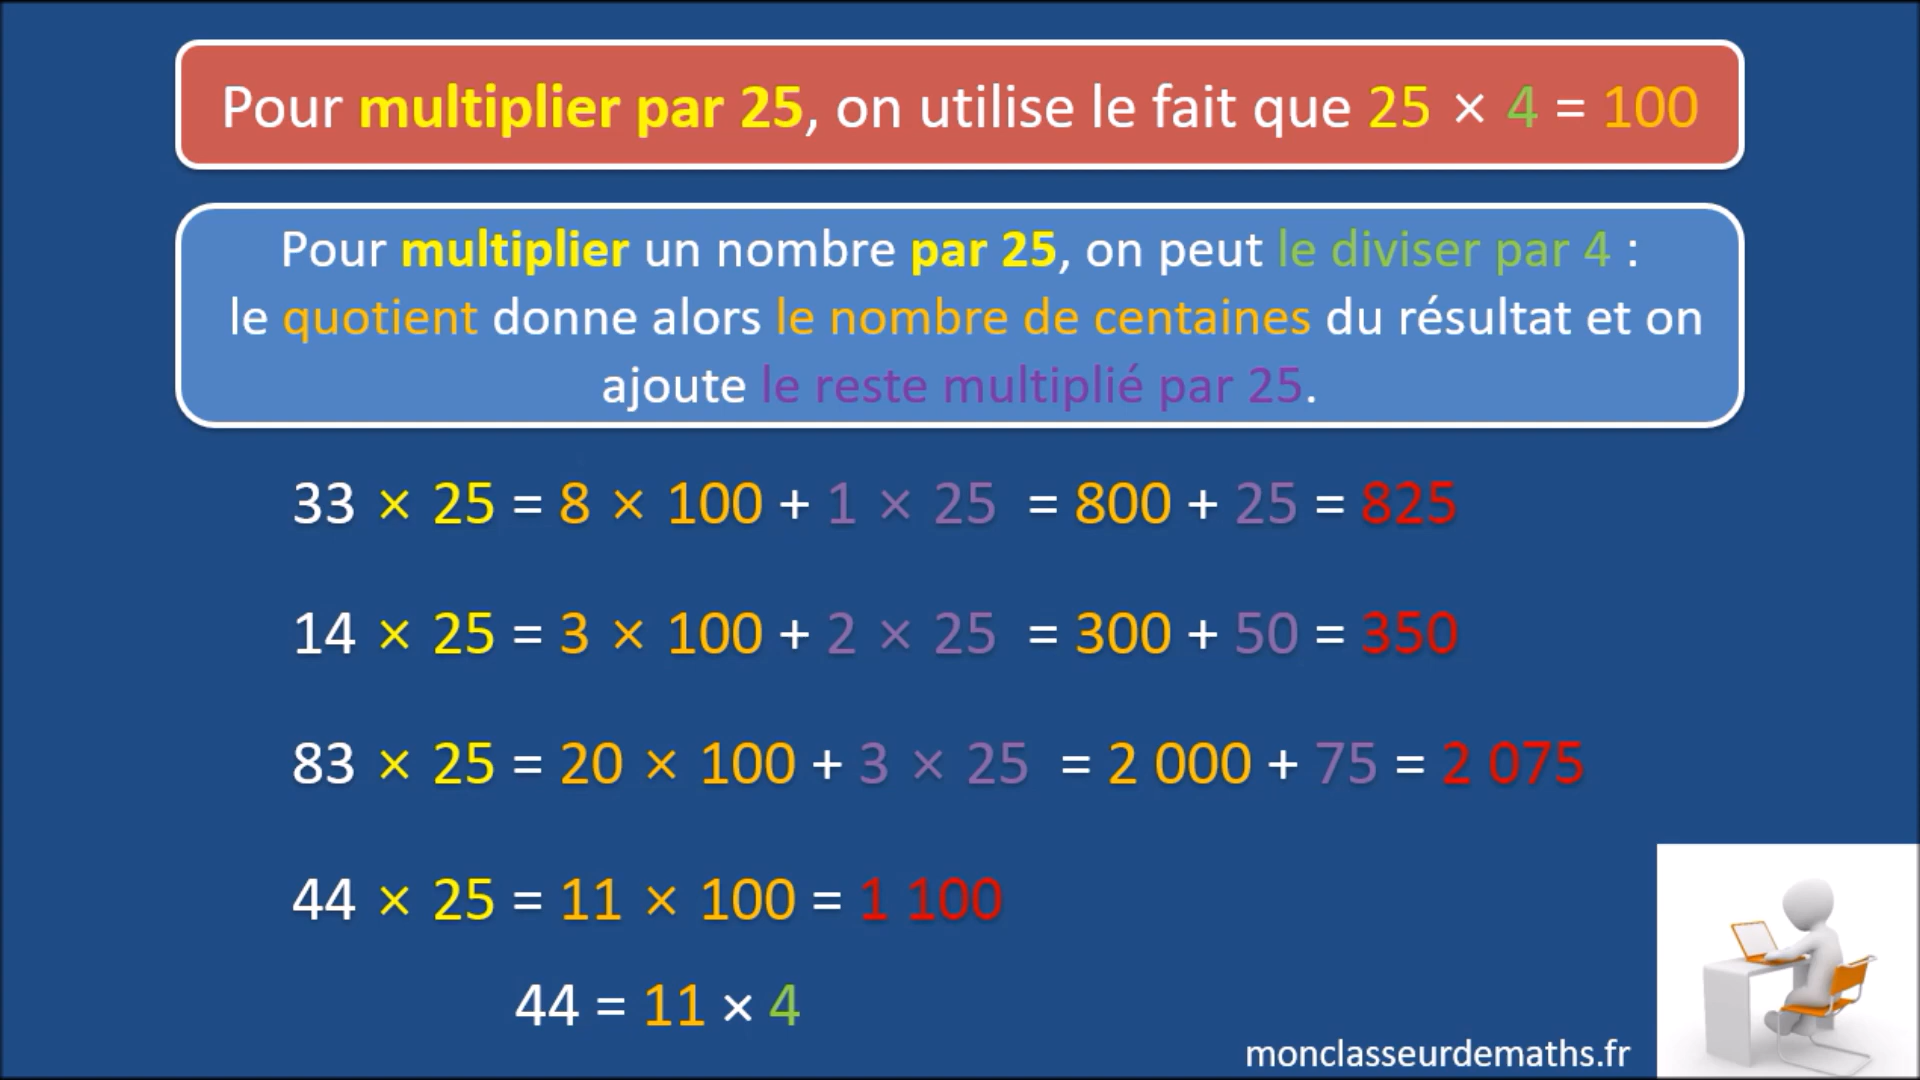 Pour multiplier par 25, on utilise le fait que 25 × 4 = 100
Pour multiplier un nombre par 25, on peut le diviser par 4 :
le quotient donne alors le nombre de centaines du résultat et on
ajoute le reste multiplié par 25.
33 × 25 = 8 × 100 + 1 × 25 = 800 + 25 = 825
14 × 25 = 3 × 100 + 2 × 25 = 300 + 50 = 350
83 × 25 = 20 × 100 + 3 × 25 = 2 000 + 75 = 2 075
44 × 25 = 11 × 100 = 1 100
44 = 11 × 4
monclasseurdemaths.fr